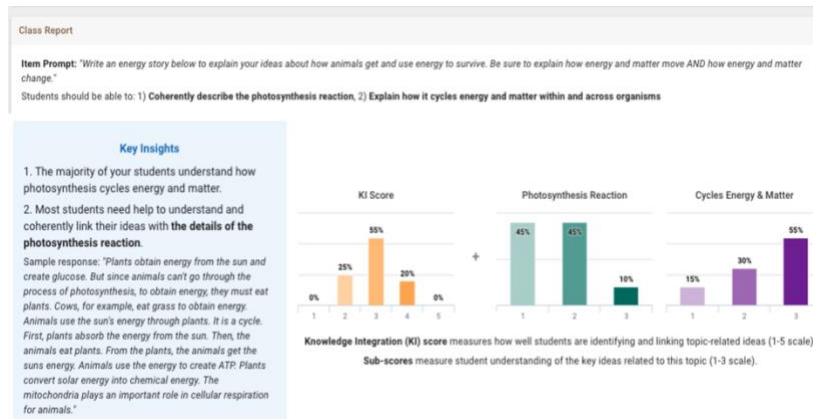 Class Report
Item Prompt: "Write an energy story below to explain your ideas about how animals get and use energy to survive. Be sure to explain how energy and matter move AND how energy and matter
change."
Students should be able to: 1) Coherently describe the photosynthesis reaction, 2) Explain how it cycles energy and matter within and across organisms
Key Insights
1. The majority of your students understand how
photosynthesis cycles energy and matter.
2. Most students need help to understand and
coherently link their ideas with the details of the
photosynthesis reaction.
Sample response: "Plants obtain energy from the sun and
create glucose. But since animals can't go through the
process of photosynthesis, to obtain energy, they must eat
plants. Cows, for example, eat grass to obtain energy.
Animals use the sun's energy through plants. It is a cycle.
First, plants absorb the energy from the sun. Then, the
animals eat plants. From the plants, the animals get the
suns energy. Animals use the energy to create ATP. Plants
convert solar energy into chemical energy. The
mitochondria plays an important role in cellular respiration
for animals."
KI Score
0% 25% 55% 20% 0%
1 2 3 4 5
+
Photosynthesis Reaction
45% 45% 10%
1 2 3
Cycles Energy & Matter
15% 30% 55%
1 2 3
Knowledge Integration (KI) score measures how well students are identifying and linking topic-related ideas (1-5 scale)
Sub-scores measure student understanding of the key ideas related to this topic (1-3 scale).